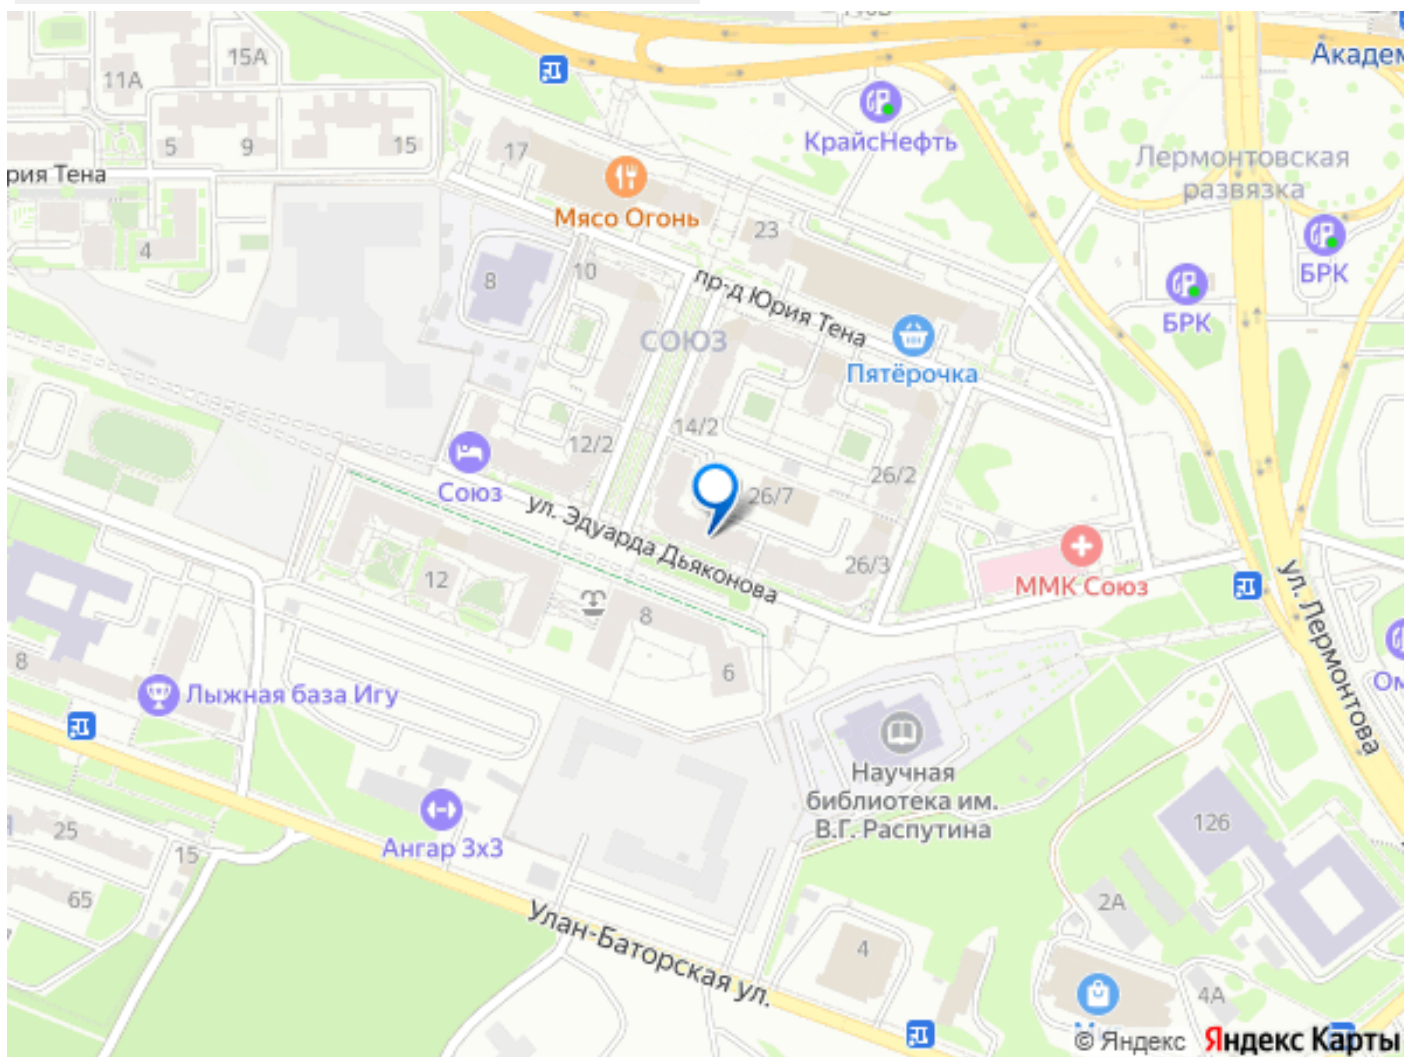 Академ
15А
11А
КрайсНефть
5
9
15
17
Лермонтовская
развязка
рия Тена
Мясо Огонь
23
4
8
10
БРК
пр-д Юрия Тена
БРК
СОЮЗ
Пятёрочка
14/2
12/2
26/2
Союз
26/7
ул. Эдуарда Дьяконова
26/3
ММК Союз
12
ул. Лермонтова
8
8
6
Ом
Лыжная база Игу
Научная
библиотека им.
В.Г. Распутина
126
25
Ангар 3х3
15
65
2А
Улан-Баторская ул.
4
4А
© Яндекс Яндекс Карты